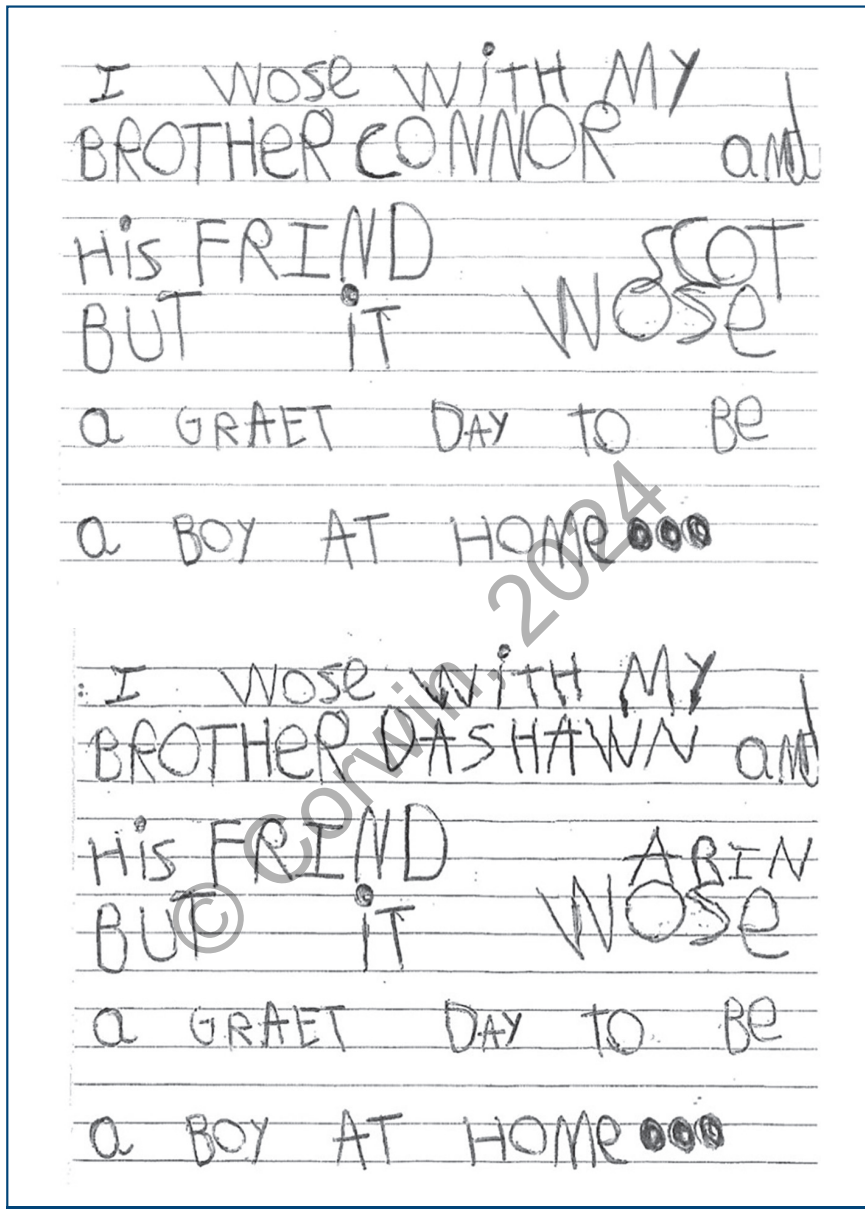 I WOSe WiTH MY
BROTHeR CONNOR and
His FRIND SCOT
BUT iT WOSe
a GRAET DAY TO Be
a BOY AT HOMe...
I WOSe WiTH MY
BROTHeR DASHAWN and
His FRIND ARIN
BUT iT WOSe
a GRAET DAY TO Be
a BOY AT HOMe...
© Corwin, 2024